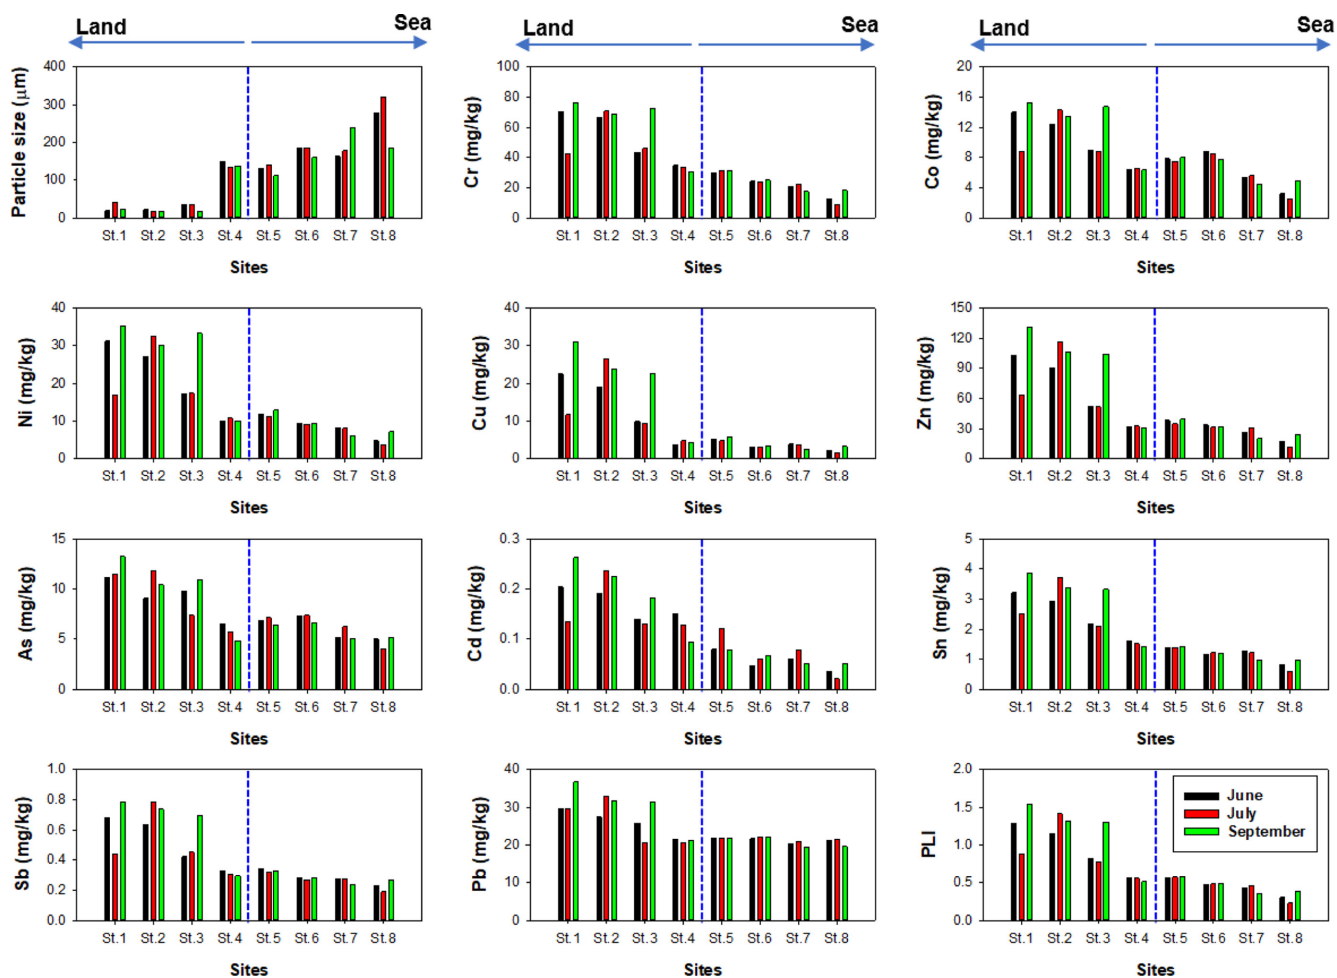 Land Sea Land Sea Land Sea
Particle size (μm)
400
300
200
100
0
St.1 St.2 St.3 St.4 St.5 St.6 St.7 St.8
Sites
Cr (mg/kg)
100
80
60
40
20
0
St.1 St.2 St.3 St.4 St.5 St.6 St.7 St.8
Sites
Co (mg/kg)
20
16
12
8
4
0
St.1 St.2 St.3 St.4 St.5 St.6 St.7 St.8
Sites
Ni (mg/kg)
40
30
20
10
0
St.1 St.2 St.3 St.4 St.5 St.6 St.7 St.8
Sites
Cu (mg/kg)
40
30
20
10
0
St.1 St.2 St.3 St.4 St.5 St.6 St.7 St.8
Sites
Zn (mg/kg)
150
120
90
60
30
0
St.1 St.2 St.3 St.4 St.5 St.6 St.7 St.8
Sites
As (mg/kg)
15
10
5
0
St.1 St.2 St.3 St.4 St.5 St.6 St.7 St.8
Sites
Cd (mg/kg)
0.3
0.2
0.1
0.0
St.1 St.2 St.3 St.4 St.5 St.6 St.7 St.8
Sites
Sn (mg/kg)
5
4
3
2
1
0
St.1 St.2 St.3 St.4 St.5 St.6 St.7 St.8
Sites
Sb (mg/kg)
1.0
0.8
0.6
0.4
0.2
0.0
St.1 St.2 St.3 St.4 St.5 St.6 St.7 St.8
Sites
Pb (mg/kg)
40
30
20
10
0
St.1 St.2 St.3 St.4 St.5 St.6 St.7 St.8
Sites
PLI
2.0
1.5
1.0
0.5
0.0
June
July
September
St.1 St.2 St.3 St.4 St.5 St.6 St.7 St.8
Sites